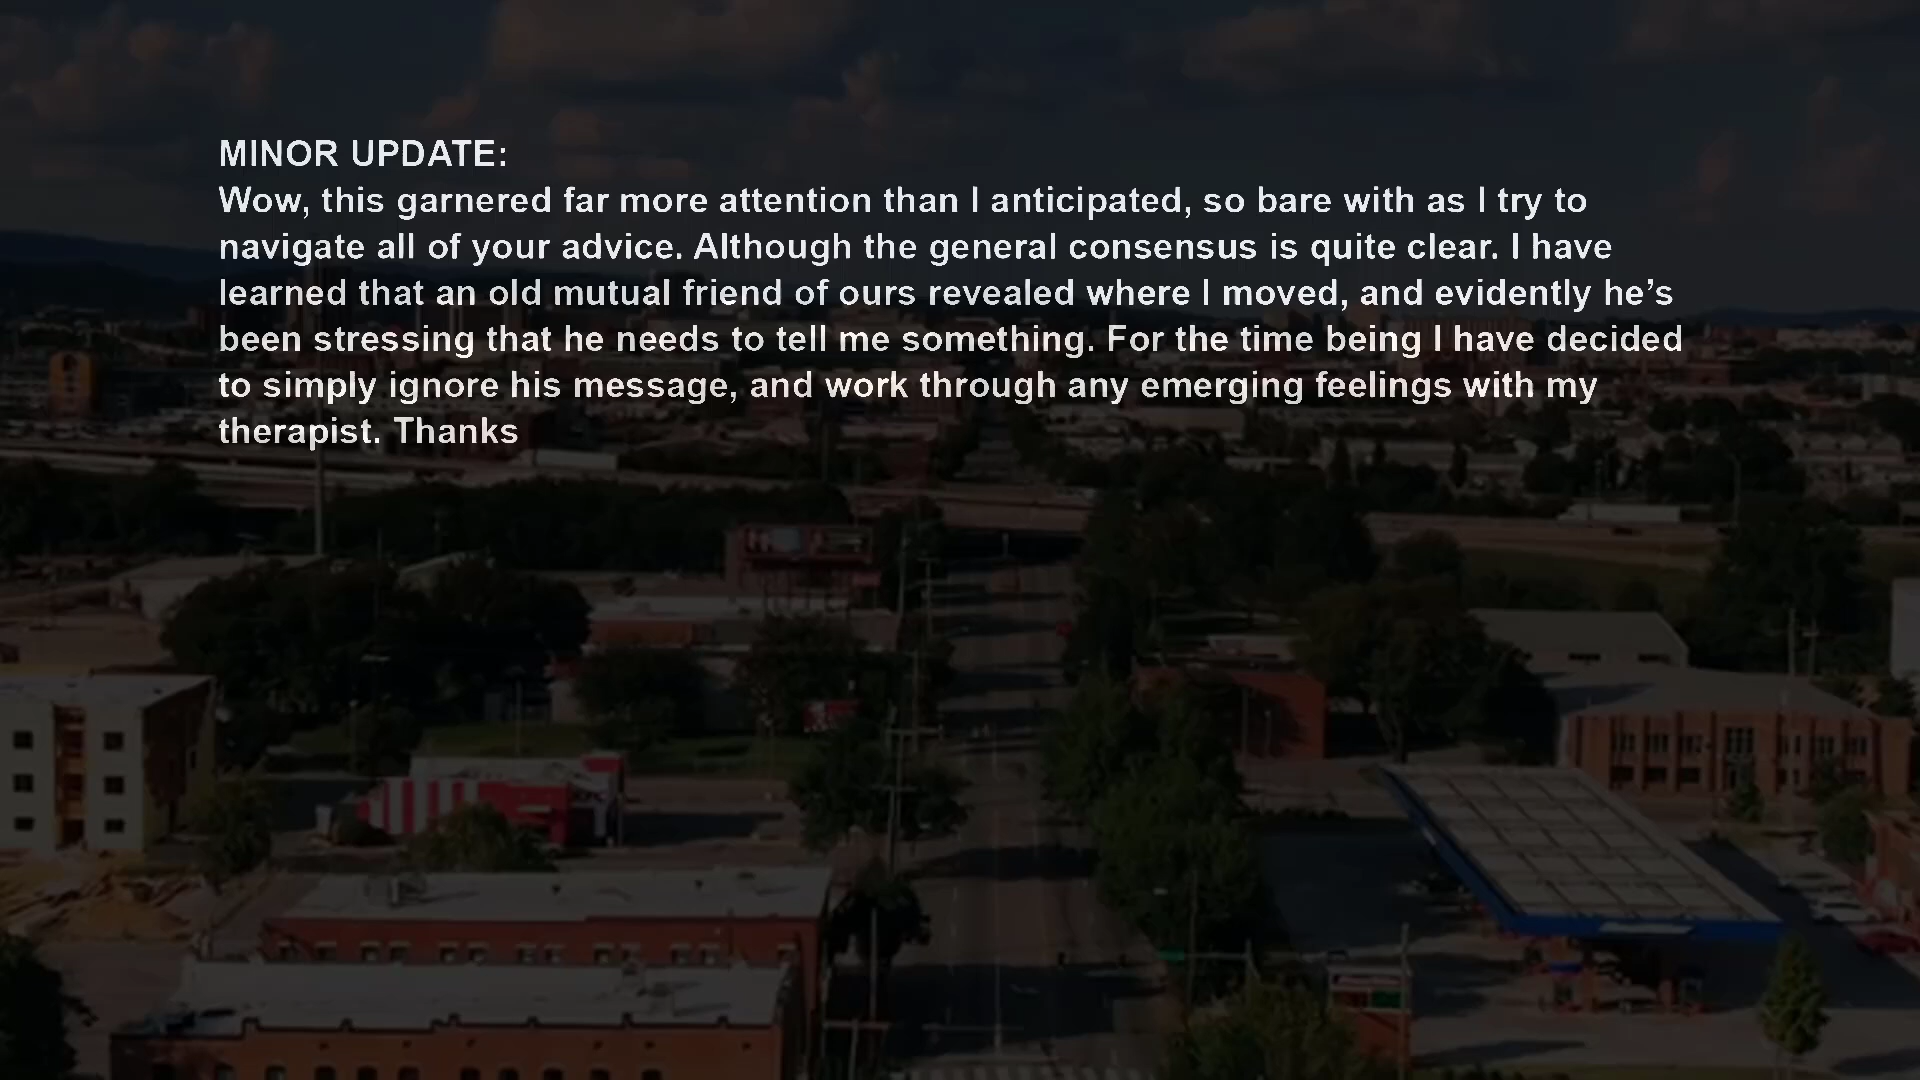 MINOR UPDATE:
Wow, this garnered far more attention than I anticipated, so bare with as I try to
navigate all of your advice. Although the general consensus is quite clear. I have
learned that an old mutual friend of ours revealed where I moved, and evidently he’s
been stressing that he needs to tell me something. For the time being I have decided
to simply ignore his message, and work through any emerging feelings with my
therapist. Thanks